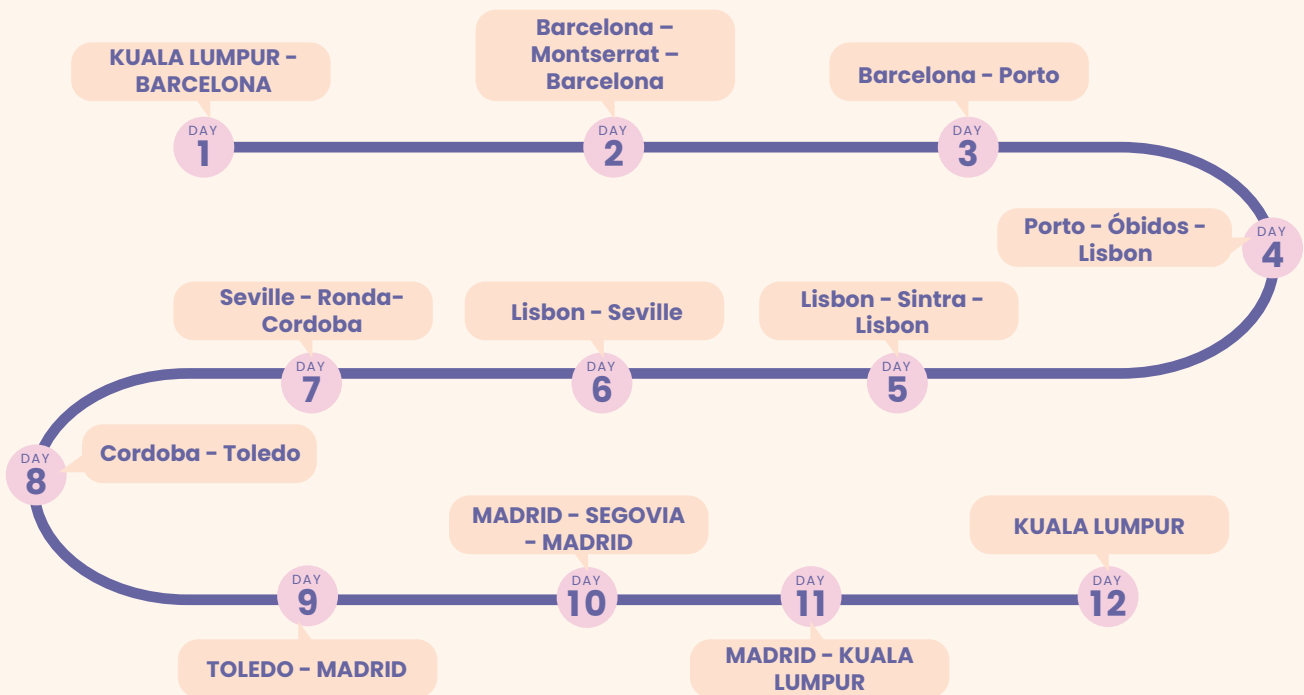 KUALA LUMPUR –
BARCELONA
DAY
1
Barcelona –
Montserrat –
Barcelona
DAY
2
Barcelona - Porto
DAY
3
Porto - Óbidos -
Lisbon
DAY
4
Lisbon - Sintra -
Lisbon
DAY
5
Lisbon - Seville
DAY
6
Seville - Ronda-
Cordoba
DAY
7
Cordoba - Toledo
DAY
8
DAY
9
TOLEDO - MADRID
MADRID - SEGOVIA
- MADRID
DAY
10
DAY
11
MADRID - KUALA
LUMPUR
KUALA LUMPUR
DAY
12